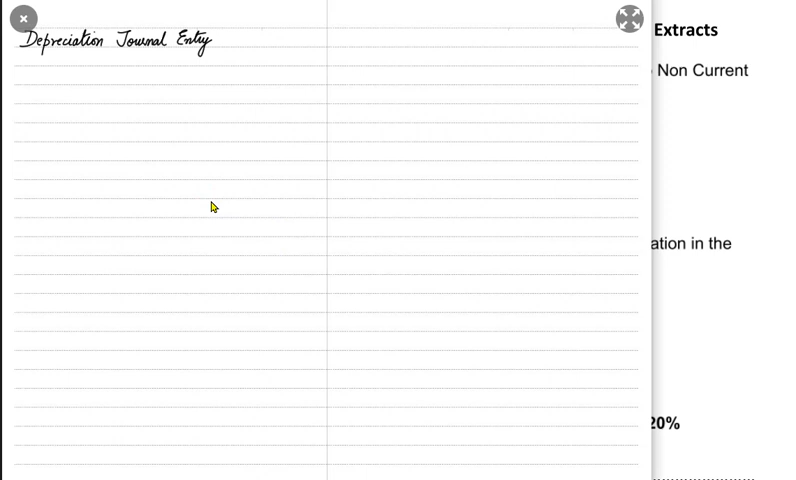 Extracts
Depreciation Journal Entry
Non Current
ation in the
20%